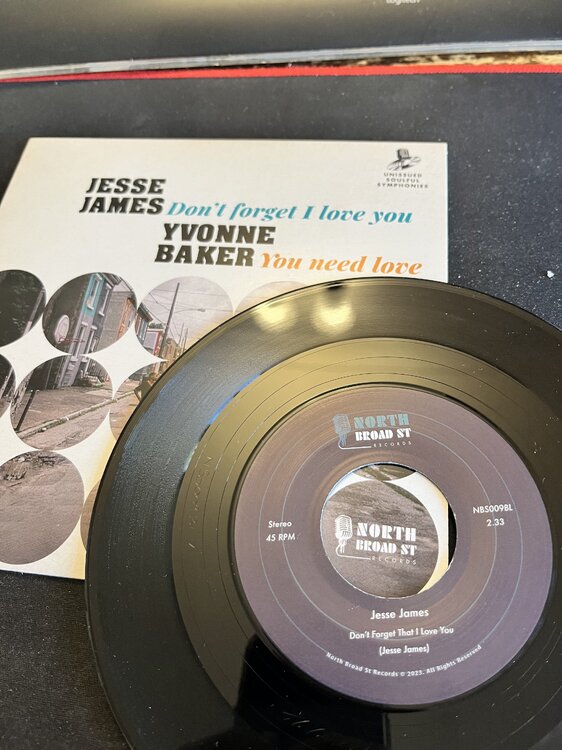 logitech
UNISSUED
SOULFUL
SYMPHONIES
JESSE
JAMES Don't forget I love you
YVONNE
BAKER You need love
NORTH
BROAD ST
RECORDS
Stereo
45 RPM
NBS009BL
2.33
NORTH
BROAD ST
RECORDS
Jesse James
Don't Forget That I Love You
(Jesse James)
North Broad St Records © 2023. All Rights Reserved